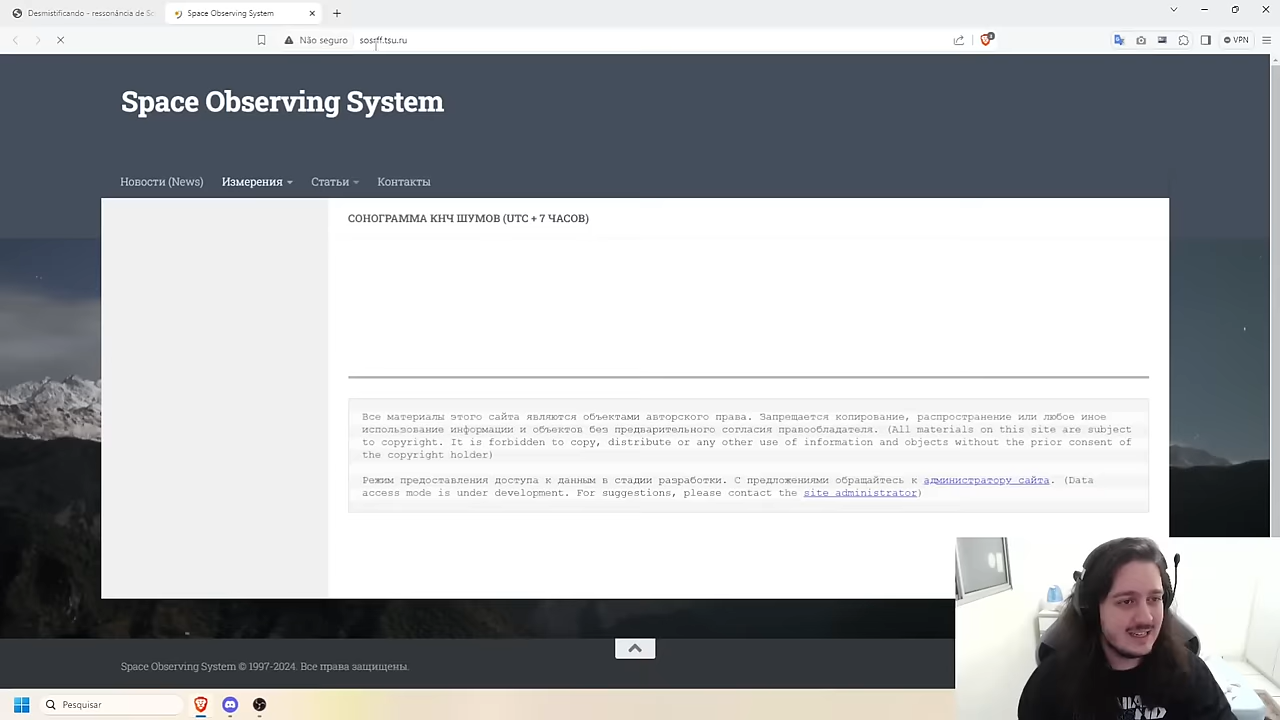 Desmistificando - ressonância de Sc
Space Observing System
Não seguro
sosrff.tsu.ru
VPN
Space Observing System
Новости (News)
Измерения
Статьи
Контакты
СОНОГРАММА КНЧ ШУМОВ (UTC + 7 ЧАСОВ)
Все материалы этого сайта являются объектами авторского права. Запрещается копирование, распространение или любое иное
использование информации и объектов без предварительного согласия правообладателя. (All materials on this site are subject
to copyright. It is forbidden to copy, distribute or any other use of information and objects without the prior consent of
the copyright holder)
Режим предоставления доступа к данным в стадии разработки. С предложениями обращайтесь к администратору сайта. (Data
access mode is under development. For suggestions, please contact the site administrator)
Space Observing System © 1997-2024. Все права защищены.
Pesquisar